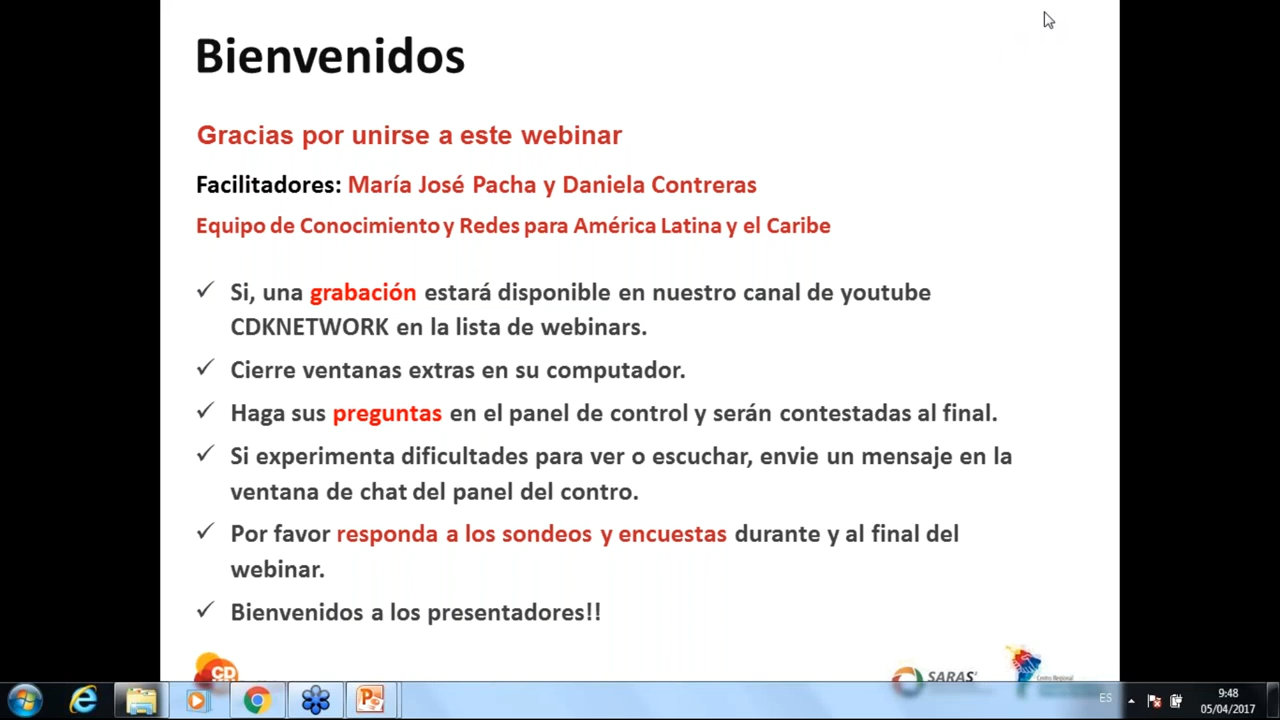 Bienvenidos
Gracias por unirse a este webinar
Facilitadores: María José Pacha y Daniela Contreras
Equipo de Conocimiento y Redes para América Latina y el Caribe
✓ Si, una grabación estará disponible en nuestro canal de youtube
CDKNETWORK en la lista de webinars.
✓ Cierre ventanas extras en su computador.
✓ Haga sus preguntas en el panel de control y serán contestadas al final.
✓ Si experimenta dificultades para ver o escuchar, envie un mensaje en la
ventana de chat del panel del contro.
✓ Por favor responda a los sondeos y encuestas durante y al final del
webinar.
✓ Bienvenidos a los presentadores!!
CD
SARAS
Centro Regional
ES
9:48
05/04/2017